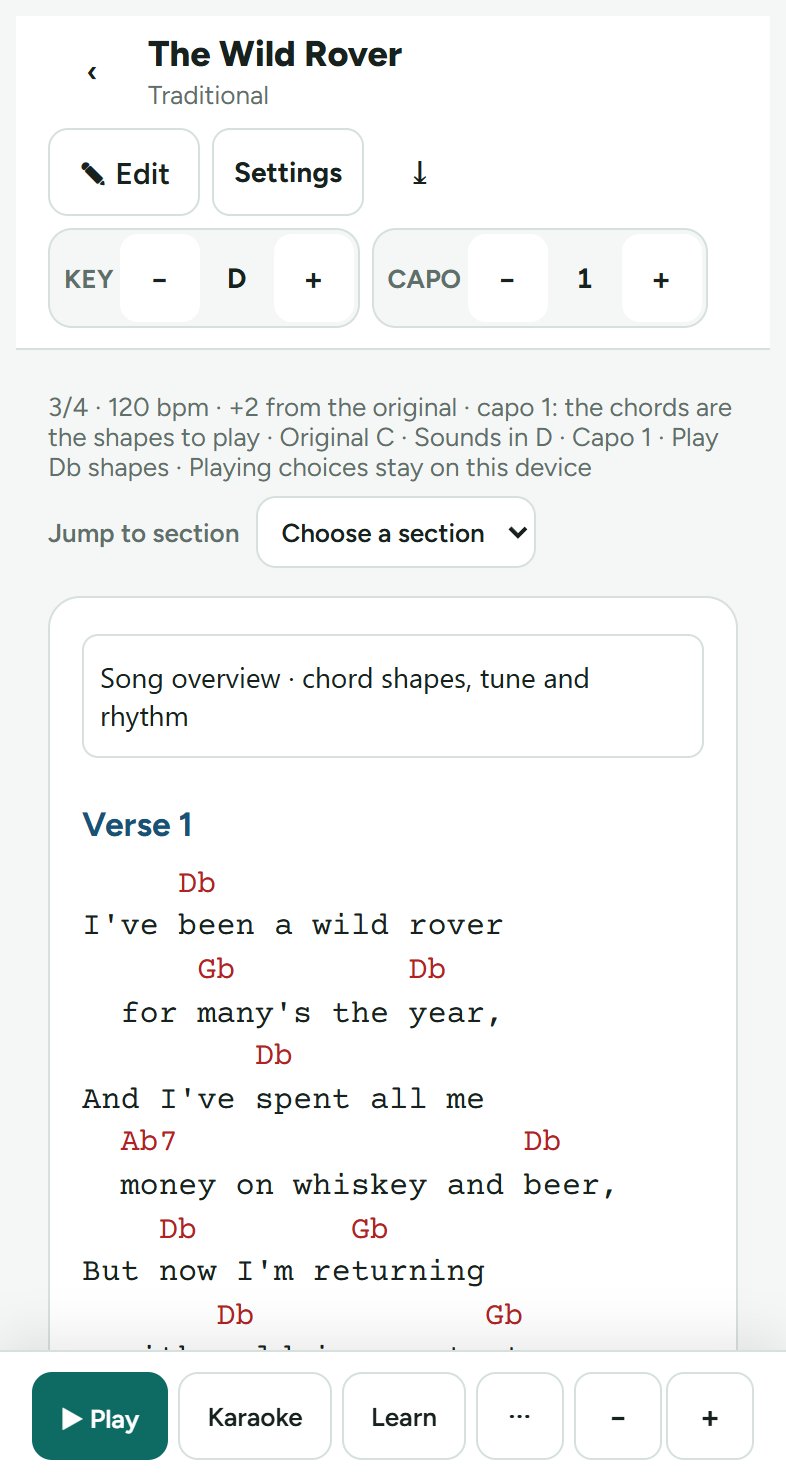 ‹
The Wild Rover
Traditional
✎ Edit Settings ⤓
KEY − D + CAPO − 1 +
3/4 · 120 bpm · +2 from the original · capo 1: the chords are
the shapes to play · Original C · Sounds in D · Capo 1 · Play
Db shapes · Playing choices stay on this device
Jump to section Choose a section
Song overview · chord shapes, tune and
rhythm
Verse 1
Db
I've been a wild rover
Gb Db
for many's the year,
Db
And I've spent all me
Ab7 Db
money on whiskey and beer,
Db Gb
But now I'm returning
Db Gb
▶ Play Karaoke Learn ··· − +